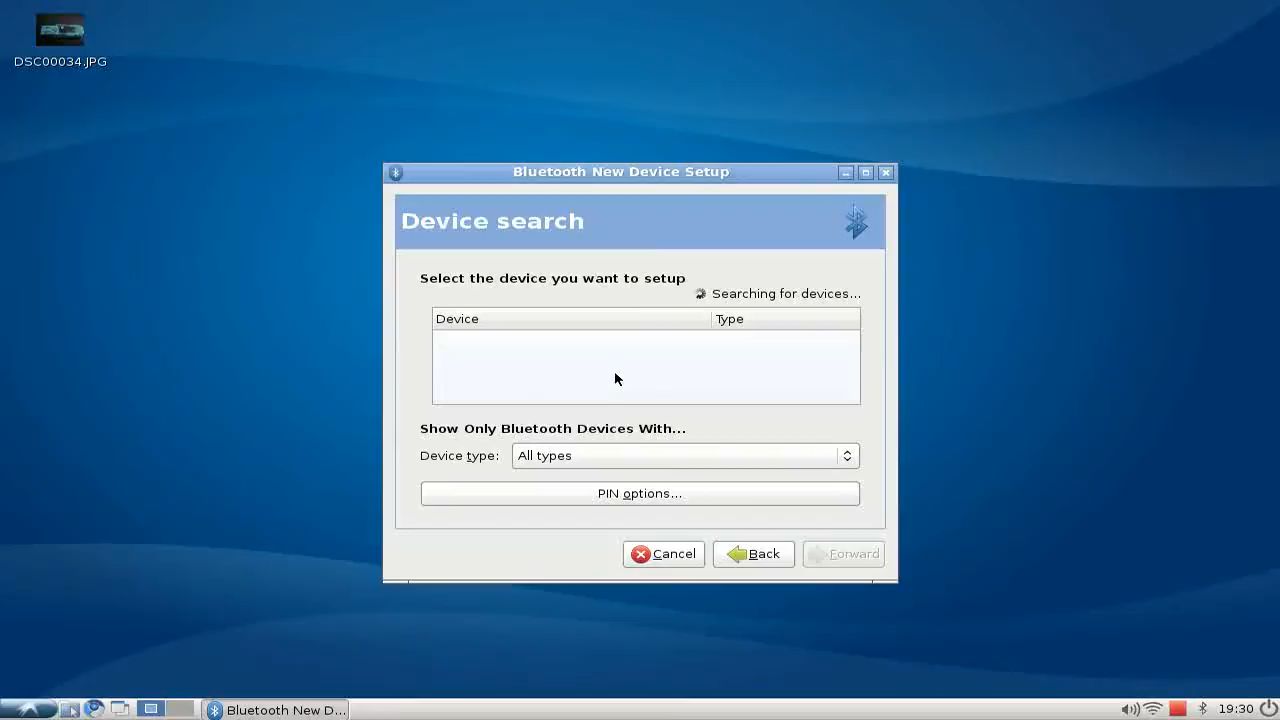 DSC00034.JPG
Bluetooth New Device Setup
Device search
Select the device you want to setup
Searching for devices...
Device Type
Show Only Bluetooth Devices With...
Device type: All types
PIN options...
Cancel Back Forward
Bluetooth New D... 19:30